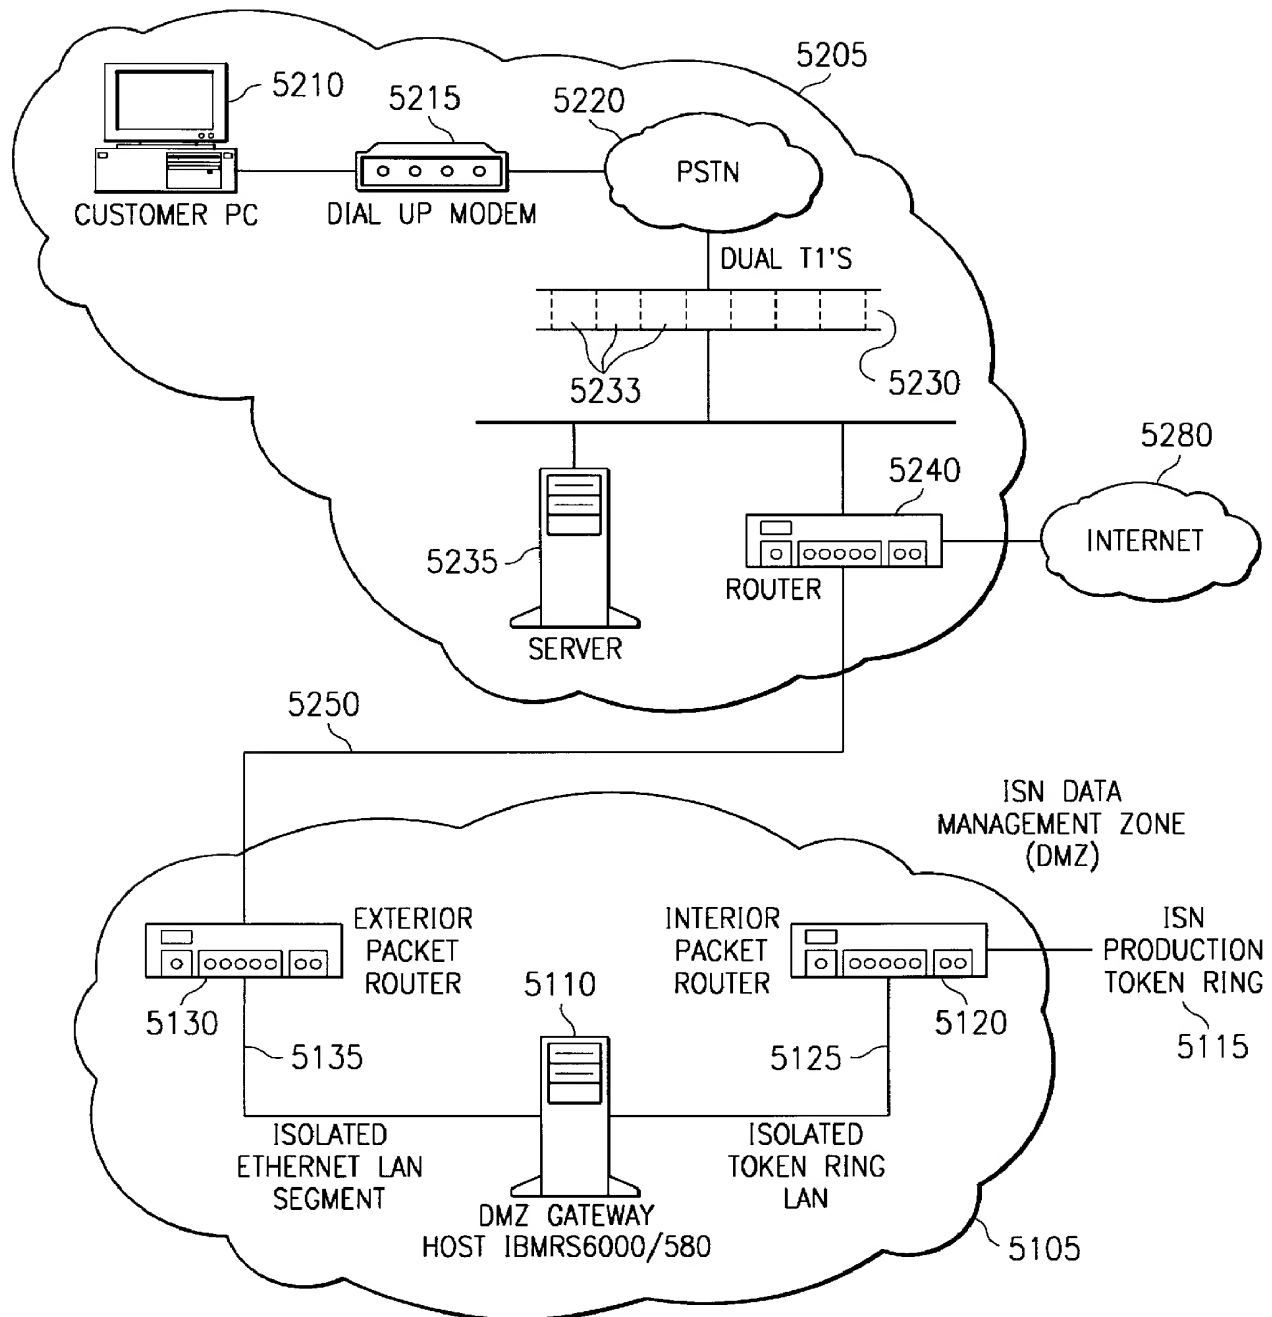 5205
5210
5215
5220
PSTN
CUSTOMER PC
DIAL UP MODEM
DUAL T1'S
5233
5230
5280
5240
INTERNET
5235
ROUTER
SERVER
5250
ISN DATA
MANAGEMENT ZONE
(DMZ)
EXTERIOR
PACKET
ROUTER
INTERIOR
PACKET
ROUTER
ISN
PRODUCTION
TOKEN RING
5115
5130
5110
5120
5135
5125
ISOLATED
ETHERNET LAN
SEGMENT
ISOLATED
TOKEN RING
LAN
DMZ GATEWAY
HOST IBMRS6000/580
5105